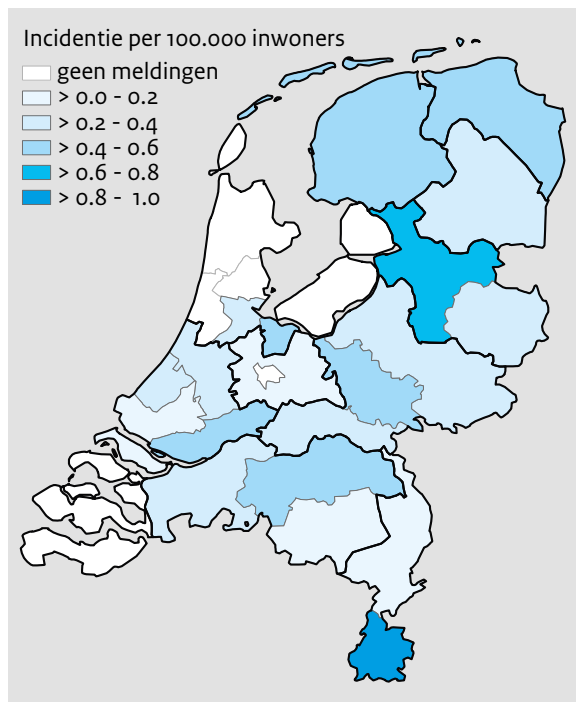 Incidentie per 100.000 inwoners
geen meldingen
> 0.0 - 0.2
> 0.2 - 0.4
> 0.4 - 0.6
> 0.6 - 0.8
> 0.8 - 1.0